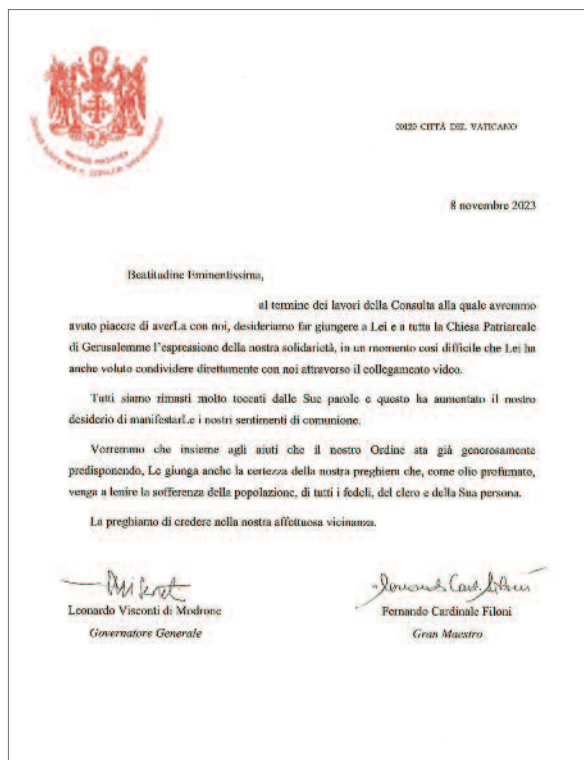 00120 CITTÀ DEL VATICANO
8 novembre 2023
Beatitudine Eminentissima,
al termine dei lavori della Consulta alla quale avremmo
avuto piacere di averLa con noi, desideriamo far giungere a Lei e a tutta la Chiesa Patriarcale
di Gerusalemme l'espressione della nostra solidarietà, in un momento così difficile che Lei ha
anche voluto condividere direttamente con noi attraverso il collegamento video.
Tutti siamo rimasti molto toccati dalle Sue parole e questo ha aumentato il nostro
desiderio di manifestarLe i nostri sentimenti di comunione.
Vorremmo che insieme agli aiuti che il nostro Ordine sta già generosamente
predisponendo, Le giunga anche la certezza della nostra preghiera che, come olio profumato,
venga a lenire la sofferenza della popolazione, di tutti i fedeli, del clero e della Sua persona.
La preghiamo di credere nella nostra affettuosa vicinanza.
Leonardo Visconti di Modrone
Governatore Generale
Fernando Cardinale Filoni
Gran Maestro